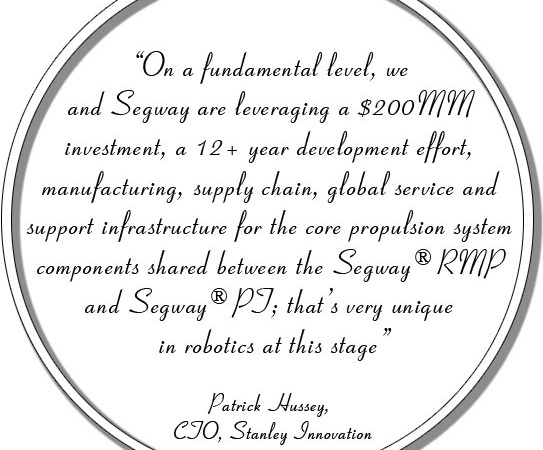 “On a fundamental level, we
and Segway are leveraging a $200MM
investment, a 12+ year development effort,
manufacturing, supply chain, global service and
support infrastructure for the core propulsion system
components shared between the Segway® RMP
and Segway® PT; that’s very unique
in robotics at this stage”
Patrick Hussey,
CTO, Stanley Innovation